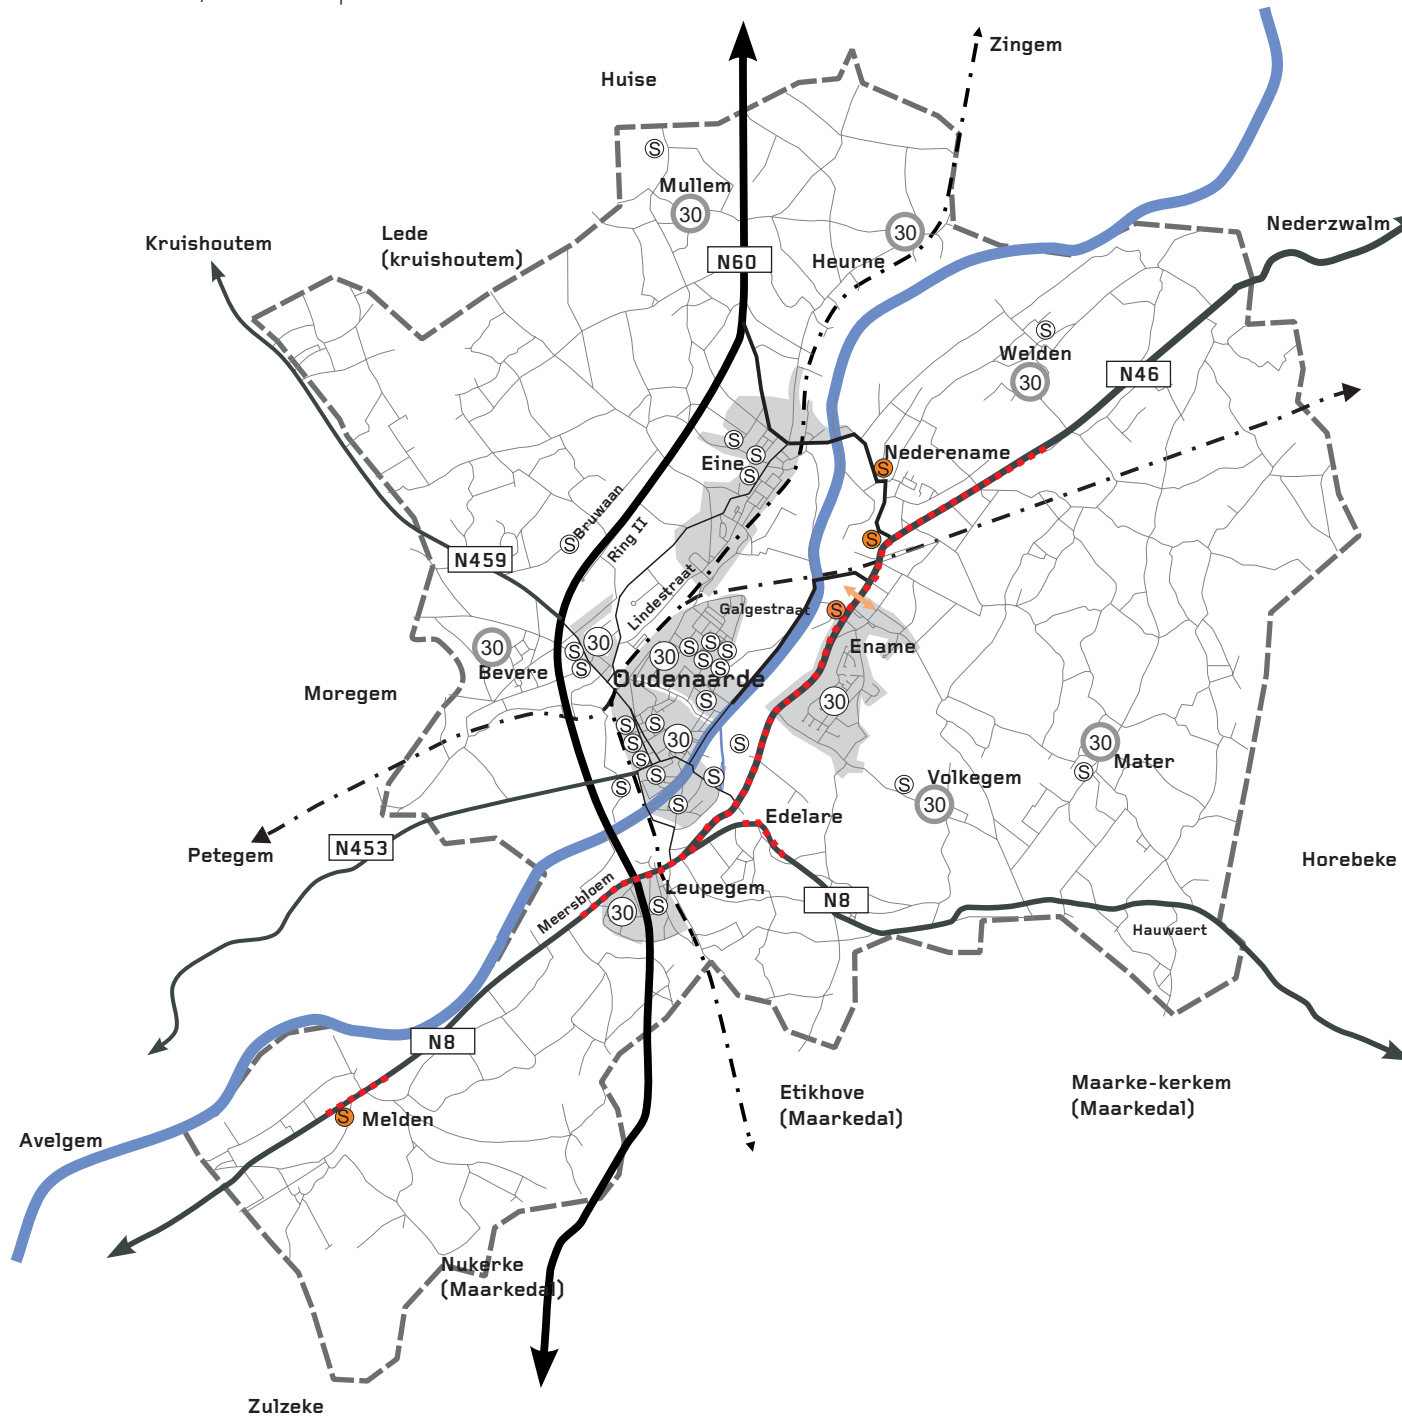 Zingem
Huise
S
Mullem
30
Nederzwalm
Kruishoutem
Lede
(kruishoutem)
30
Heurne
N60
S
Welden
30
N46
S
S
Eine
S
S
Nederename
Bruwaan
S
Ring II
S
N459
Lindestraat
Galgestraat
S
Ename
30
30
Bevere
S
S
30
S
S
S
S
S
Oudenaarde
S
Moregem
30
S
S
S
S
30
S
S
S
S
S
S
30
Mater
S
Volkegem
30
Edelare
N453
Petegem
Horebeke
Leupegem
Meersbloem
30
S
N8
Hauwaert
N8
Etikhove
(Maarkedal)
Maarke-kerkem
(Maarkedal)
S
Melden
Avelgem
Nukerke
(Maarkedal)
Zulzeke